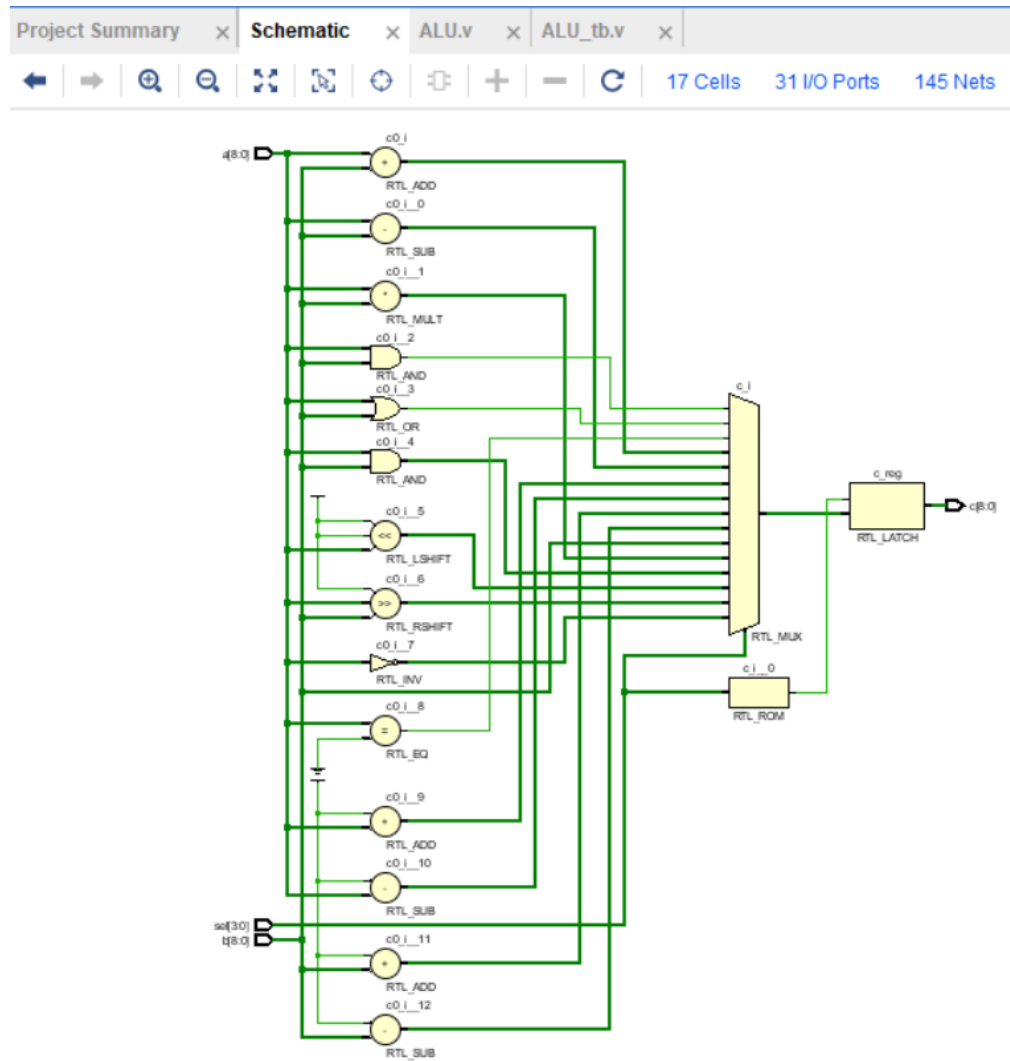 Project Summary × Schematic × ALU.v × ALU_tb.v ×
17 Cells 31 I/O Ports 145 Nets
a[8:0]
c0_i
+
RTL_ADD
c0_i__0
-
RTL_SUB
c0_i__1
*
RTL_MULT
c0_i__2
RTL_AND
c0_i__3
RTL_OR
c0_i__4
RTL_AND
c0_i__5
<<
RTL_LSHIFT
c0_i__6
>>
RTL_RSHIFT
c0_i__7
RTL_INV
c0_i__8
=
RTL_EQ
c0_i__9
+
RTL_ADD
c0_i__10
-
RTL_SUB
sel[3:0]
b[8:0]
c0_i__11
+
RTL_ADD
c0_i__12
-
RTL_SUB
c_i
RTL_MUX
c_i__0
RTL_ROM
c_reg
RTL_LATCH
c[8:0]